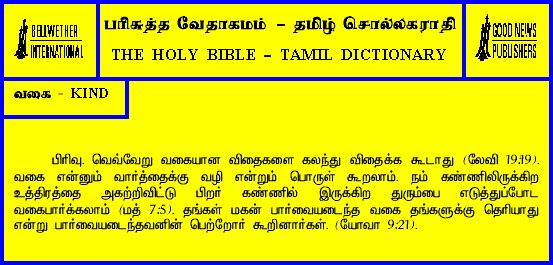 BELLWETHER
INTERNATIONAL
பரிசுத்த வேதாகமம் – தமிழ் சொல்லகராதி
THE HOLY BIBLE – TAMIL DICTIONARY
GOOD NEWS
PUBLISHERS
வகை - KIND
பிரிவு. வெவ்வேறு வகையான விதைகளை கலந்து விதைக்க கூடாது (லேவி 19:19).
வகை என்னும் வார்த்தைக்கு வழி என்றும் பொருள் கூறலாம். நம் கண்ணிலிருக்கிற
உத்திரத்தை அகற்றிவிட்டு பிறர் கண்ணில் இருக்கிற துரும்பை எடுத்துப்போட
வகைபார்க்கலாம் (மத் 7:5). தங்கள் மகன் பார்வையடைந்த வகை தங்களுக்கு தெரியாது
என்று பார்வையடைந்தவனின் பெற்றோர் கூறினார்கள். (யோவா 9:21).